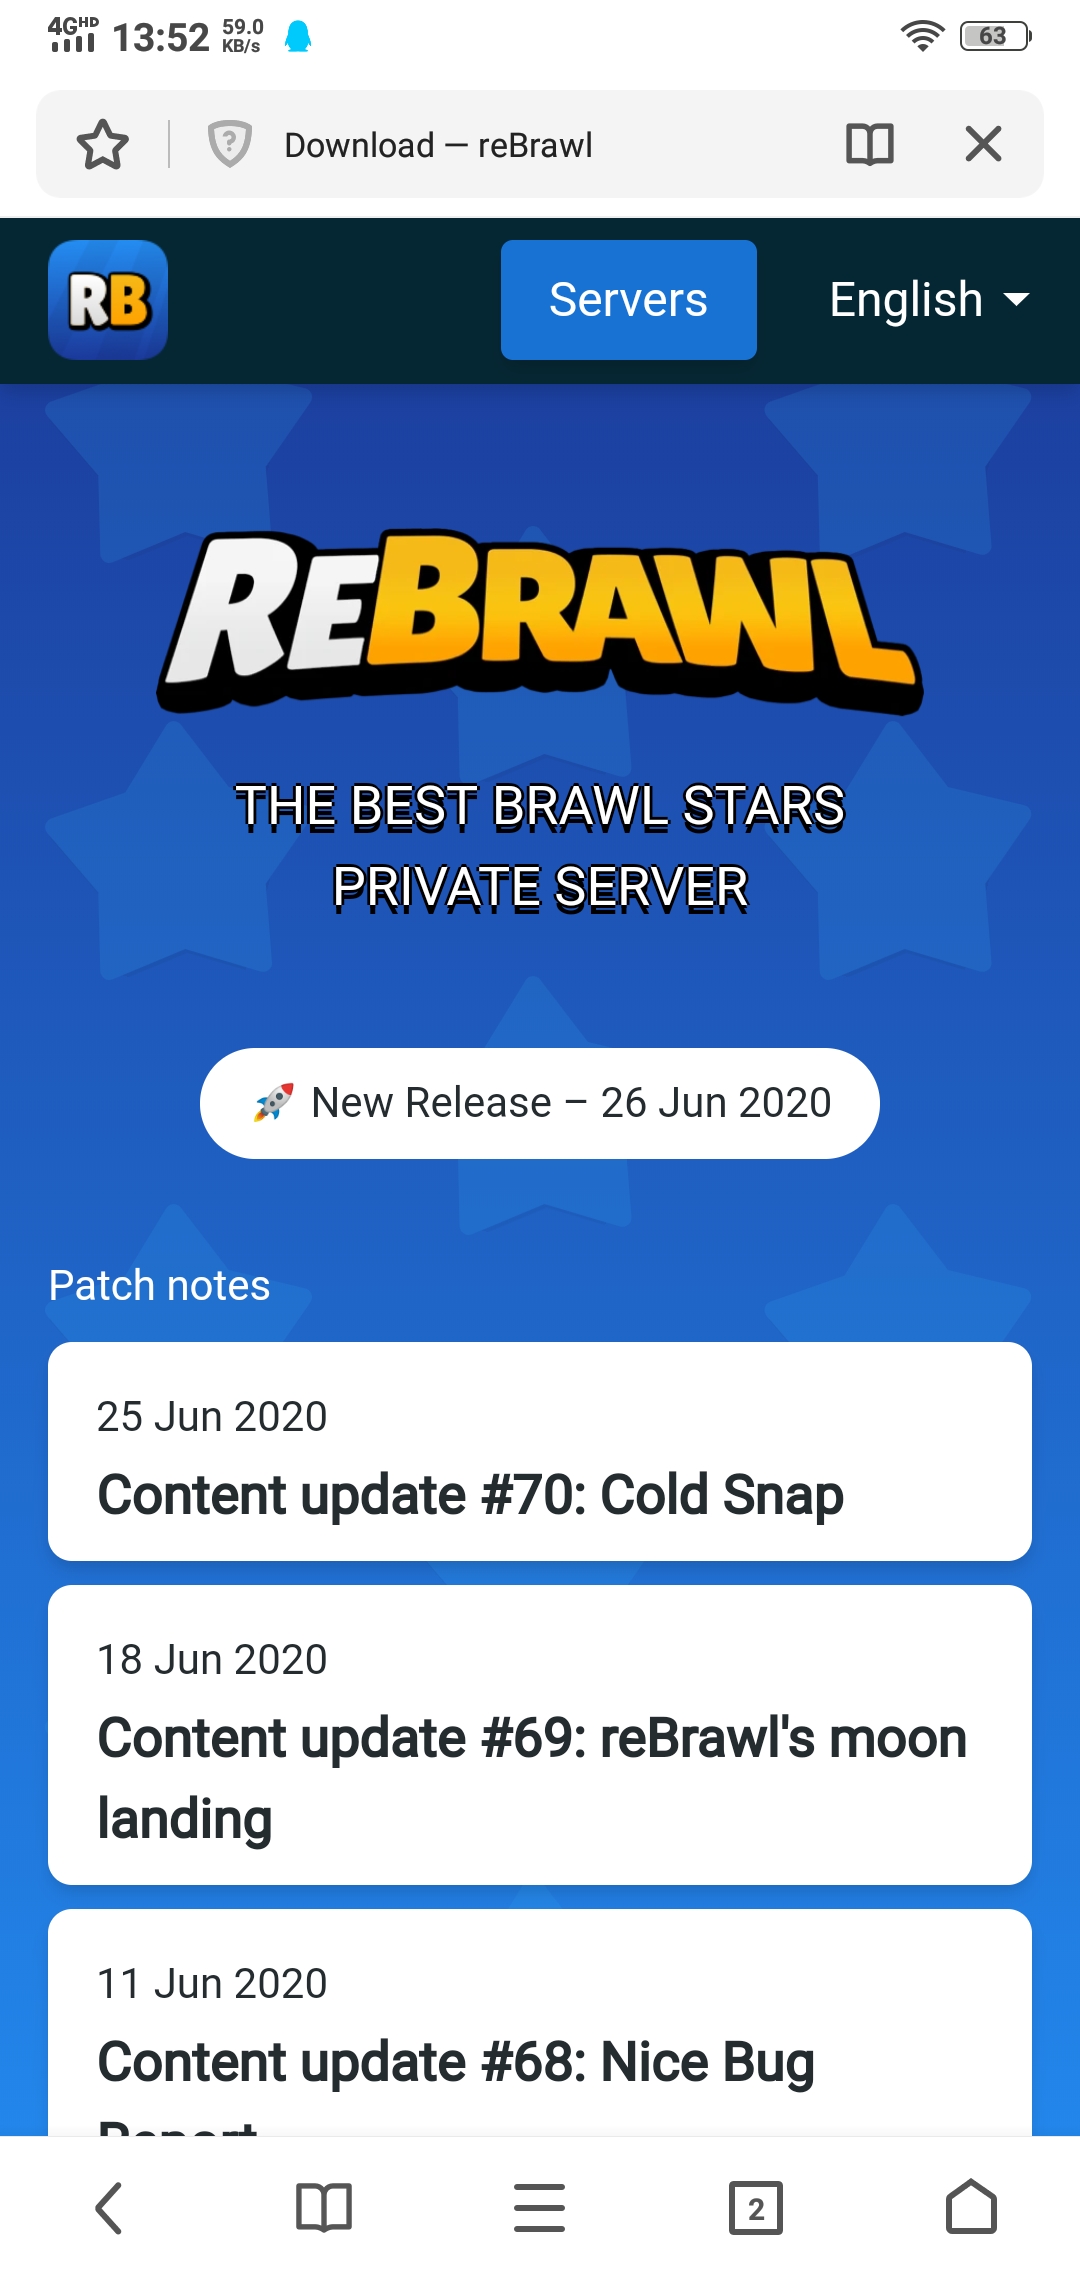 4G HD 13:52 59.0 KB/s 63
Download — reBrawl
RB Servers English
REBRAWL
THE BEST BRAWL STARS
PRIVATE SERVER
🚀 New Release – 26 Jun 2020
Patch notes
25 Jun 2020
Content update #70: Cold Snap
18 Jun 2020
Content update #69: reBrawl's moon
landing
11 Jun 2020
Content update #68: Nice Bug
Report
2